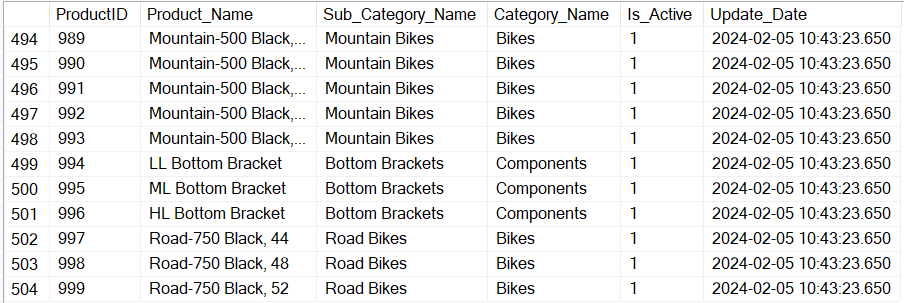 ProductID Product_Name Sub_Category_Name Category_Name Is_Active Update_Date
494 989 Mountain-500 Black,... Mountain Bikes Bikes 1 2024-02-05 10:43:23.650
495 990 Mountain-500 Black,... Mountain Bikes Bikes 1 2024-02-05 10:43:23.650
496 991 Mountain-500 Black,... Mountain Bikes Bikes 1 2024-02-05 10:43:23.650
497 992 Mountain-500 Black,... Mountain Bikes Bikes 1 2024-02-05 10:43:23.650
498 993 Mountain-500 Black,... Mountain Bikes Bikes 1 2024-02-05 10:43:23.650
499 994 LL Bottom Bracket Bottom Brackets Components 1 2024-02-05 10:43:23.650
500 995 ML Bottom Bracket Bottom Brackets Components 1 2024-02-05 10:43:23.650
501 996 HL Bottom Bracket Bottom Brackets Components 1 2024-02-05 10:43:23.650
502 997 Road-750 Black, 44 Road Bikes Bikes 1 2024-02-05 10:43:23.650
503 998 Road-750 Black, 48 Road Bikes Bikes 1 2024-02-05 10:43:23.650
504 999 Road-750 Black, 52 Road Bikes Bikes 1 2024-02-05 10:43:23.650